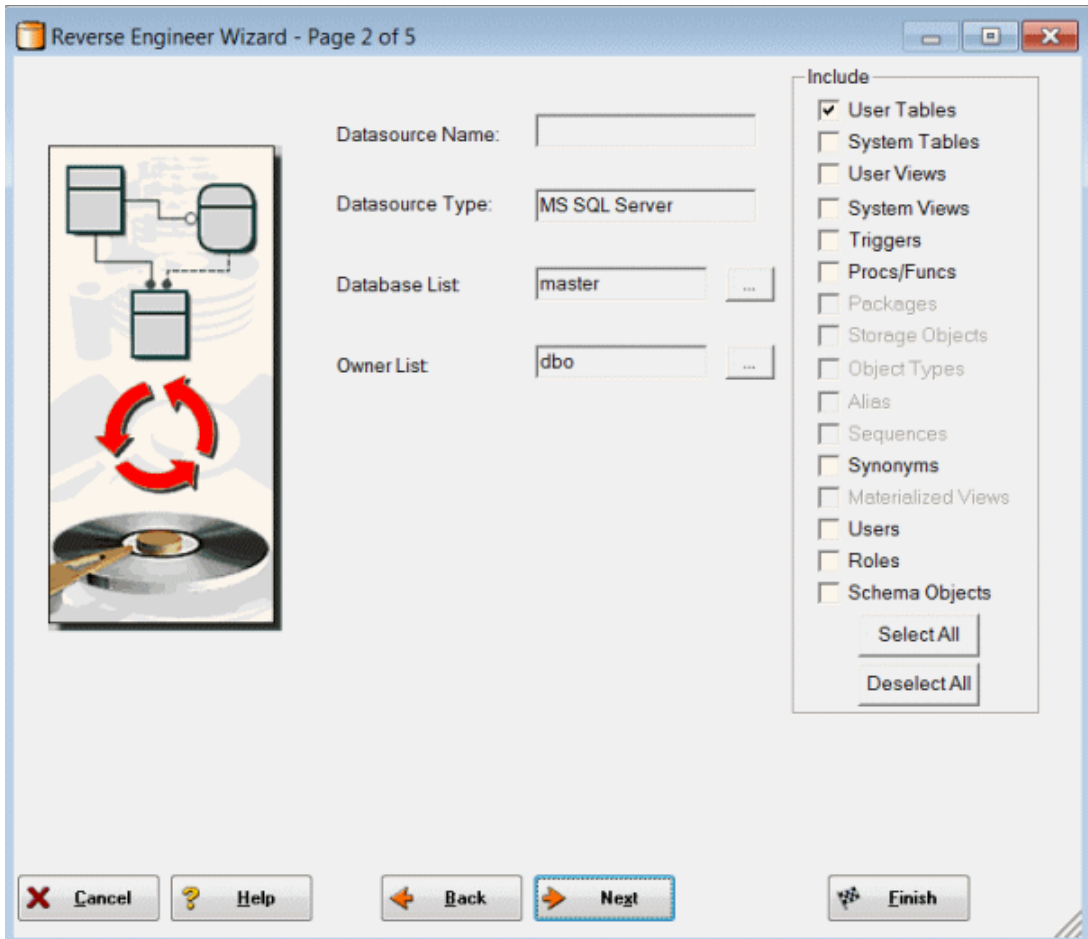 Reverse Engineer Wizard - Page 2 of 5
Include
User Tables
System Tables
User Views
System Views
Triggers
Procs/Funcs
Packages
Storage Objects
Object Types
Alias
Sequences
Synonyms
Materialized Views
Users
Roles
Schema Objects
Select All
Deselect All
Datasource Name:
Datasource Type: MS SQL Server
Database List: master ...
Owner List: dbo ...
Cancel Help Back Next Finish